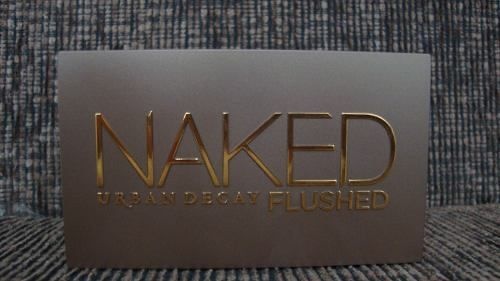 NAKED
URBAN DECAY FLUSHED